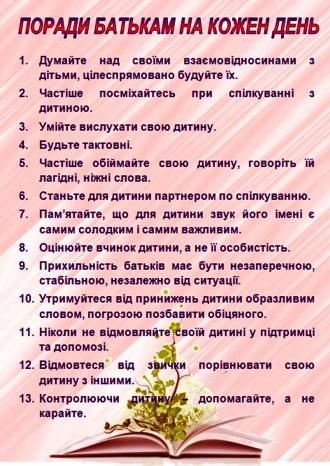 ПОРАДИ БАТЬКАМ НА КОЖЕН ДЕНЬ
1. Думайте над своїми взаємовідносинами з
дітьми, цілеспрямовано будуйте їх.
2. Частіше посміхайтесь при спілкуванні з
дитиною.
3. Умійте вислухати свою дитину.
4. Будьте тактовні.
5. Частіше обіймайте свою дитину, говоріть їй
лагідні, ніжні слова.
6. Станьте для дитини партнером по спілкуванню.
7. Пам'ятайте, що для дитини звук його імені є
самим солодким і самим важливим.
8. Оцінюйте вчинок дитини, а не її особистість.
9. Прихильність батьків має бути незаперечною,
стабільною, незалежно від ситуації.
10. Утримуйтеся від принижень дитини образливим
словом, погрозою позбавити обіцяного.
11. Ніколи не відмовляйте своїй дитині у підтримці
та допомозі.
12. Відмовтеся від звички порівнювати свою
дитину з іншими.
13. Контролюючи дитину – допомагайте, а не
карайте.